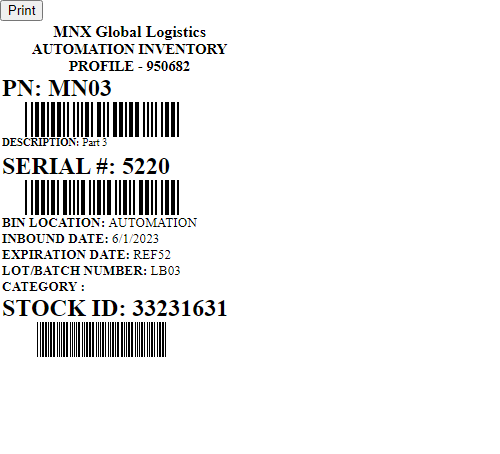 Print
MNX Global Logistics
AUTOMATION INVENTORY
PROFILE - 950682
PN: MN03
DESCRIPTION: Part 3
SERIAL #: 5220
BIN LOCATION: AUTOMATION
INBOUND DATE: 6/1/2023
EXPIRATION DATE: REF52
LOT/BATCH NUMBER: LB03
CATEGORY :
STOCK ID: 33231631